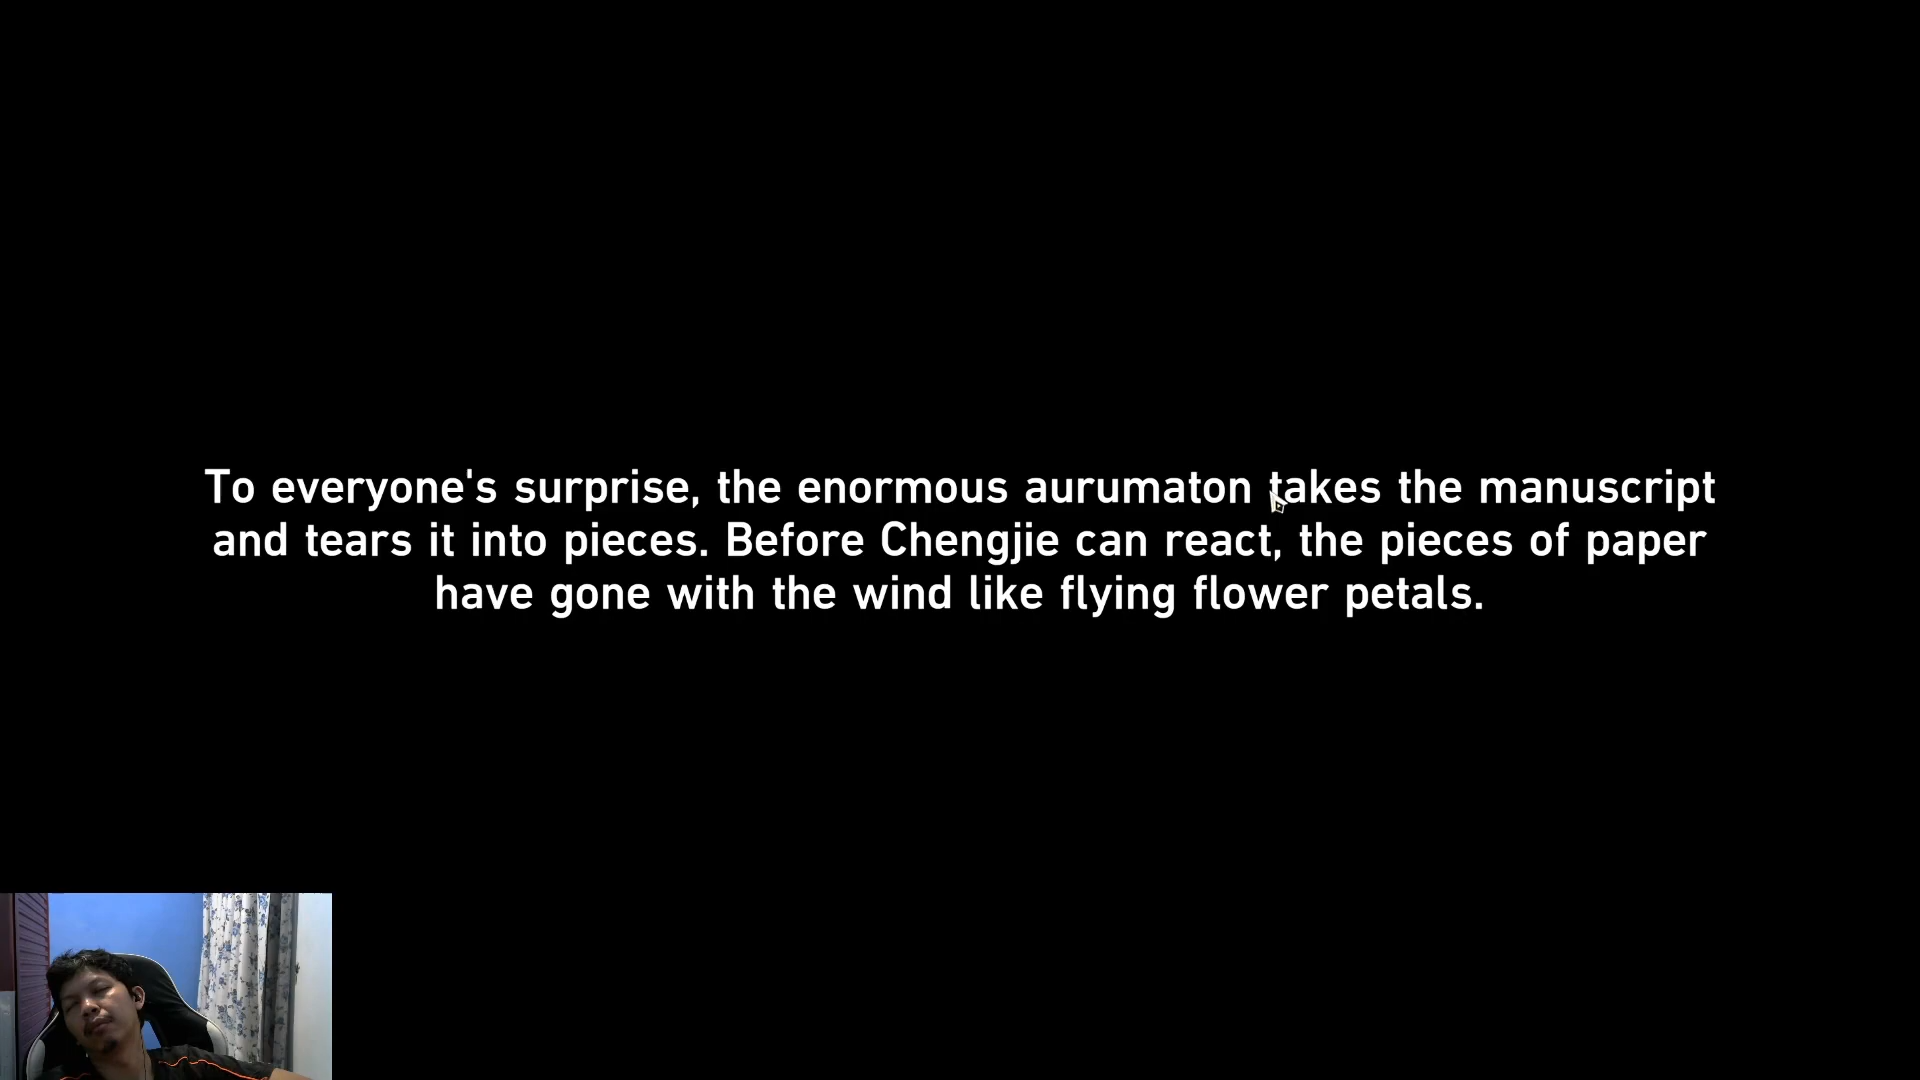 To everyone's surprise, the enormous aurumaton takes the manuscript
and tears it into pieces. Before Chengjie can react, the pieces of paper
have gone with the wind like flying flower petals.